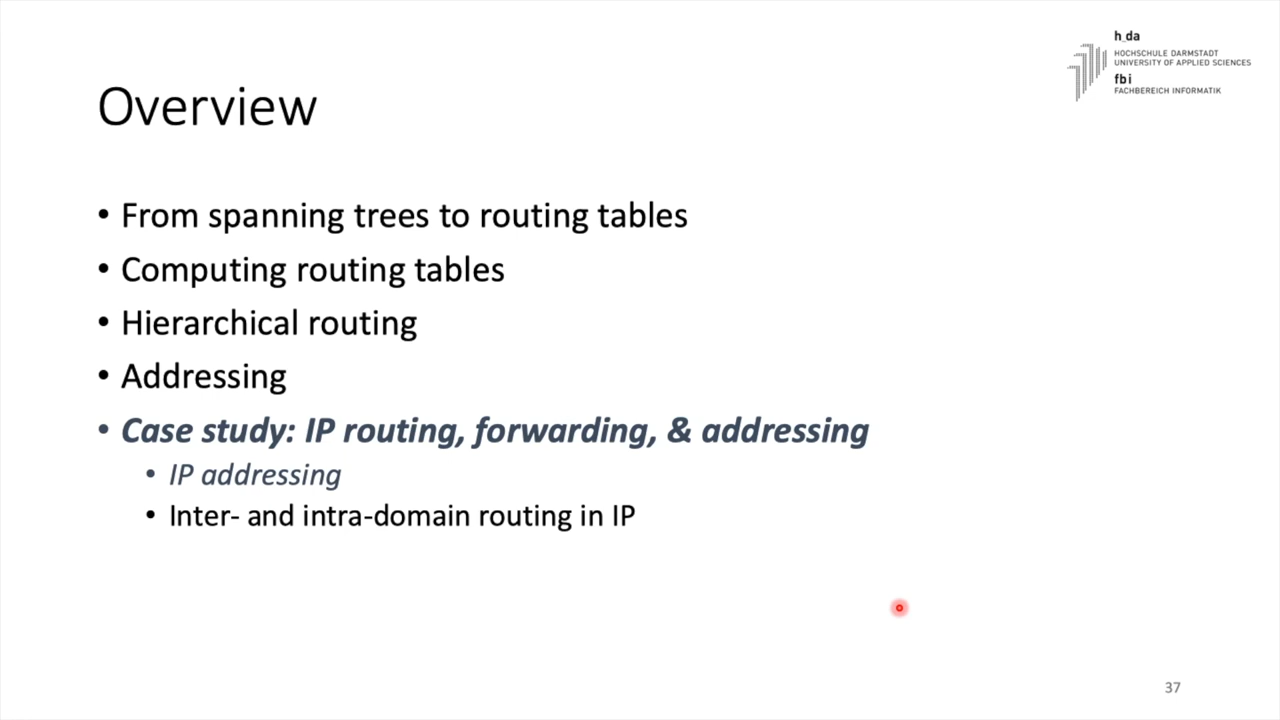 h_da
HOCHSCHULE DARMSTADT
UNIVERSITY OF APPLIED SCIENCES
fbi
FACHBEREICH INFORMATIK
Overview
• From spanning trees to routing tables
• Computing routing tables
• Hierarchical routing
• Addressing
• Case study: IP routing, forwarding, & addressing
• IP addressing
• Inter- and intra-domain routing in IP
37